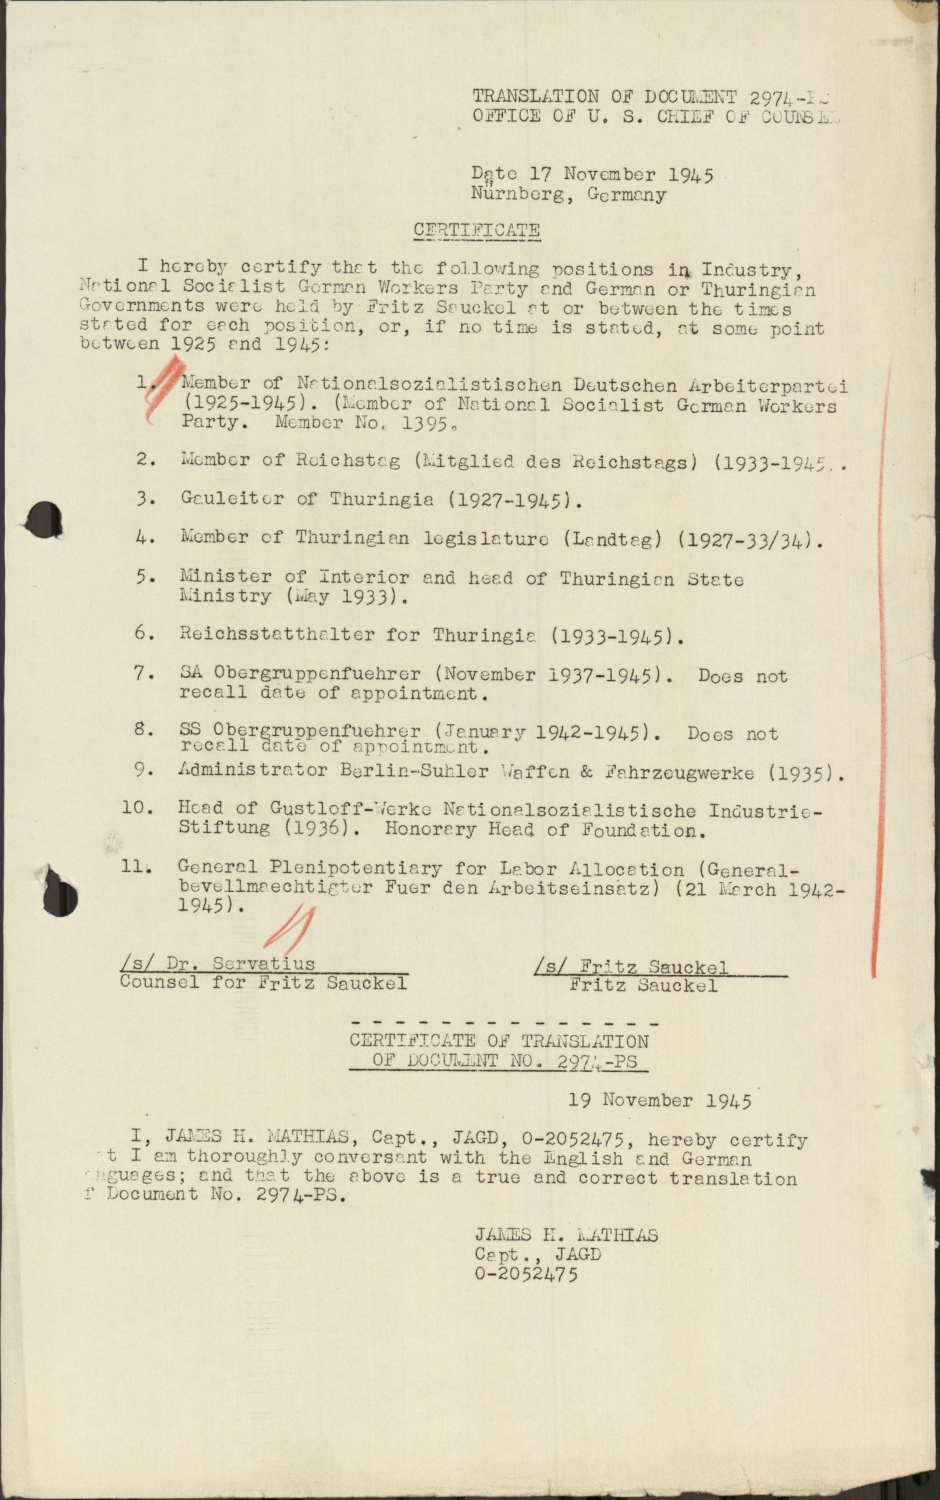 TRANSLATION OF DOCUMENT 2974-PS
OFFICE OF U. S. CHIEF OF COUNSEL
Date 17 November 1945
Nürnberg, Germany
CERTIFICATE
I hereby certify that the following positions in Industry,
National Socialist German Workers Party and German or Thuringian
Governments were held by Fritz Sauckel at or between the times
stated for each position, or, if no time is stated, at some point
between 1925 and 1945:
1. Member of Nationalsozialistischen Deutschen Arbeiterpartei
(1925-1945). (Member of National Socialist German Workers
Party. Member No. 1395.
2. Member of Reichstag (Mitglied des Reichstags) (1933-1945.
3. Gauleiter of Thuringia (1927-1945).
4. Member of Thuringian legislature (Landtag) (1927-33/34).
5. Minister of Interior and head of Thuringian State
Ministry (May 1933).
6. Reichsstatthalter for Thuringia (1933-1945).
7. SA Obergruppenfuehrer (November 1937-1945). Does not
recall date of appointment.
8. SS Obergruppenfuehrer (January 1942-1945). Does not
recall date of appointment.
9. Administrator Berlin-Suhler Waffen & Fahrzeugwerke (1935).
10. Head of Gustloff-Werke Nationalsozialistische Industrie-
Stiftung (1936). Honorary Head of Foundation.
11. General Plenipotentiary for Labor Allocation (General-
bevellmaechtigter Fuer den Arbeitseinsatz) (21 March 1942-
1945).
/s/ Dr. Servatius /s/ Fritz Sauckel
Counsel for Fritz Sauckel Fritz Sauckel
- - - - - - - - - - - - - - -
CERTIFICATE OF TRANSLATION
OF DOCUMENT NO. 2974-PS
19 November 1945
I, JAMES H. MATHIAS, Capt., JAGD, O-2052475, hereby certify
t I am thoroughly conversant with the English and German
nguages; and that the above is a true and correct translation
f Document No. 2974-PS.
JAMES H. MATHIAS
Capt., JAGD
O-2052475